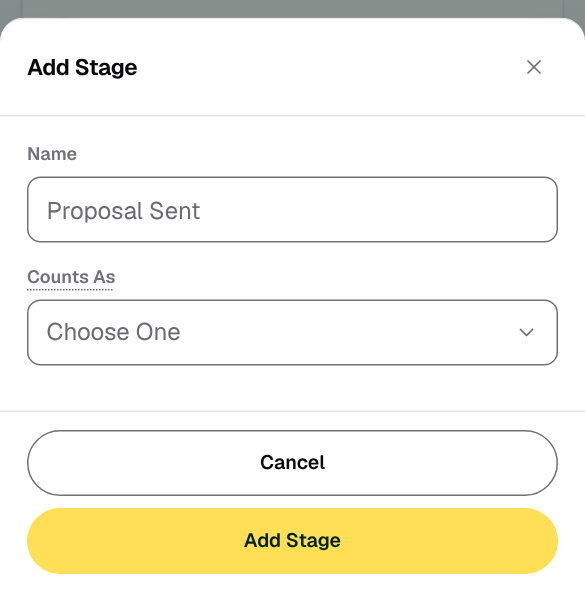 Add Stage
Name
Proposal Sent
Counts As
Choose One
Cancel
Add Stage